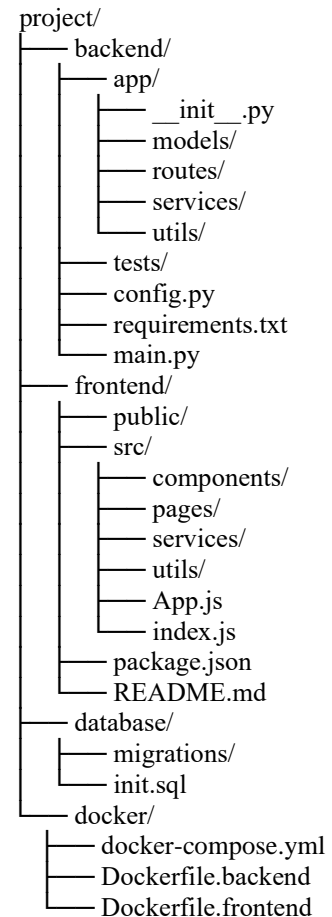 project/
├── backend/
│   ├── app/
│   │   ├── __init__.py
│   │   ├── models/
│   │   ├── routes/
│   │   ├── services/
│   │   └── utils/
│   ├── tests/
│   ├── config.py
│   ├── requirements.txt
│   └── main.py
├── frontend/
│   ├── public/
│   ├── src/
│   │   ├── components/
│   │   ├── pages/
│   │   ├── services/
│   │   ├── utils/
│   │   ├── App.js
│   │   └── index.js
│   ├── package.json
│   └── README.md
├── database/
│   ├── migrations/
│   └── init.sql
└── docker/
    ├── docker-compose.yml
    ├── Dockerfile.backend
    └── Dockerfile.frontend